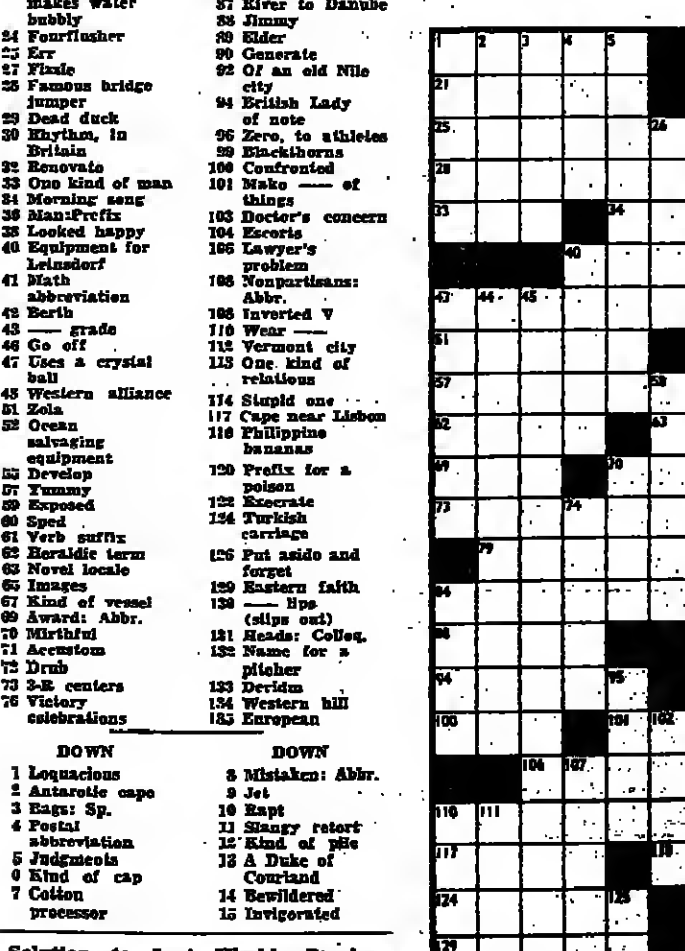 makes water
bubbly
24 Fourflusher
25 Err
27 Fizzle
28 Famous bridge
jumper
29 Dead duck
30 Rhythm, in
Britain
32 Renovate
33 One kind of man
34 Morning song
36 Man:Prefix
38 Looked happy
40 Equipment for
Leinsdorf
41 Math
abbreviation
42 Berth
43 —— grade
46 Go off
47 Uses a crystal
ball
48 Western alliance
51 Zola
52 Ocean
salvaging
equipment
55 Develop
57 Yummy
59 Exposed
60 Sped
61 Verb suffix
62 Heraldic term
63 Novel locale
65 Images
67 Kind of vessel
69 Award: Abbr.
70 Mirthful
71 Accustom
72 Drub
73 3-R centers
76 Victory
celebrations
87 River to Danube
88 Jimmy
89 Elder
90 Generate
92 Of an old Nile
city
94 British Lady
of note
96 Zero, to athletes
99 Blackthorns
100 Confronted
101 Make —— of
things
103 Doctor's concern
104 Escorts
106 Lawyer's
problem
108 Nonpartisans:
Abbr.
109 Inverted V
110 Wear ——
112 Vermont city
113 One kind of
relations
114 Stupid one
117 Cape near Lisbon
118 Philippine
bananas
120 Prefix for a
poison
122 Execrate
124 Turkish
carriage
126 Put aside and
forget
129 Eastern faith
130 —— lips
(slips out)
131 Heads: Colloq.
132 Name for a
pitcher
133 Deridm
134 Western hill
135 European
DOWN
1 Loquacious
2 Antarotic cape
3 Bags: Sp.
4 Postal
abbreviation
5 Judgments
6 Kind of cap
7 Cotton
processor
DOWN
8 Mistaken: Abbr.
9 Jet
10 Rapt
11 Slangy retort
12 Kind of pile
13 A Duke of
Courland
14 Bewildered
15 Invigorated
1 2 3 4 5
21
25 26
28
33 34
40
43 44 45
51
57 58
62 63
69 70
73 74
79
84
88
94 95
100 101 102
106 107
110 111
117 118
124 125
129